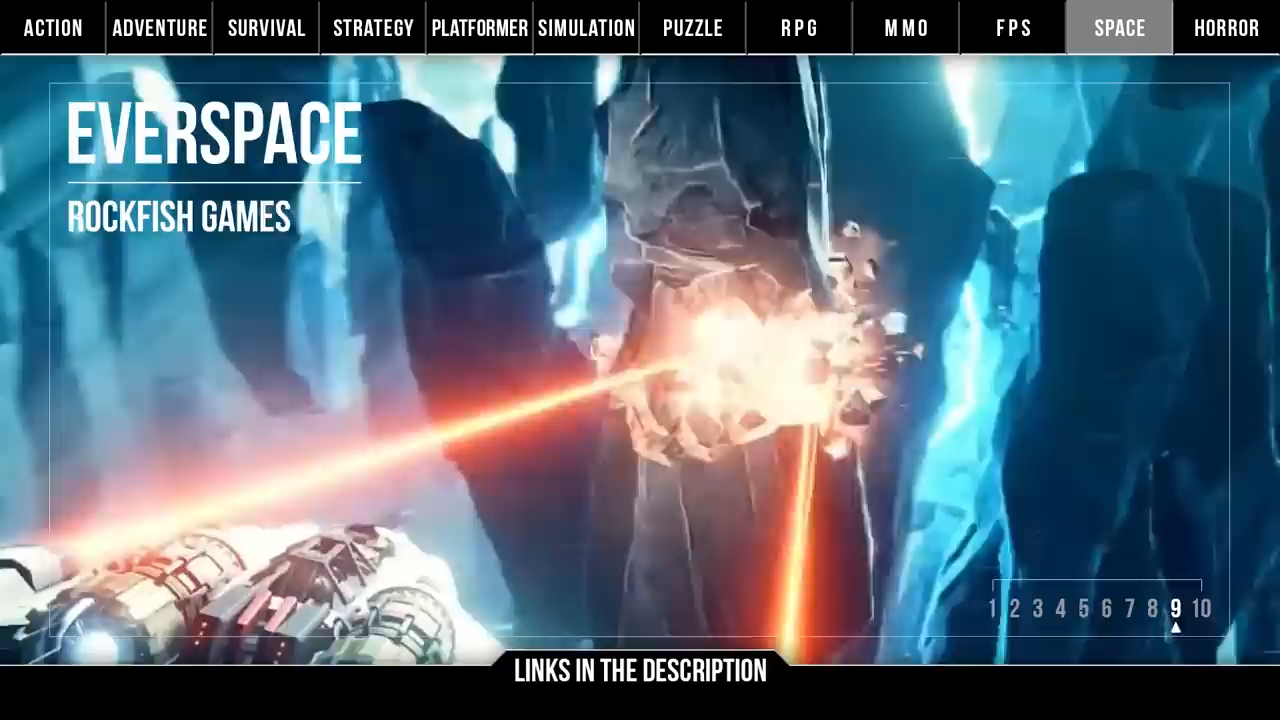 ACTION ADVENTURE SURVIVAL STRATEGY PLATFORMER SIMULATION PUZZLE RPG MMO FPS SPACE HORROR
EVERSPACE
ROCKFISH GAMES
1 2 3 4 5 6 7 8 9 10
LINKS IN THE DESCRIPTION